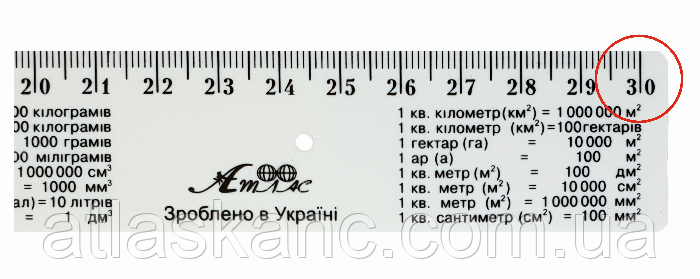 20 21 22 23 24 25 26 27 28 29 30
00 кілограмів
00 кілограмів
1000 грамів
00 міліграмів
1000 000 см³
= 1000 мм³
ал) = 10 літрів
= 1 дм³
Атлас
Зроблено в Україні
1 кв. кілометр (км²) = 1 000 000 м²
1 кв. кілометр (км²) =100гектарів
1 гектар (га) = 10 000 м²
1 ар (а) = 100 м²
1 кв. метр (м²) = 100 дм²
1 кв. метр (м²) = 10 000 см²
1 кв. метр (м²) = 1 000 000 мм²
1 кв. сантиметр (см²) = 100 мм²
www.atlaskanc.com.ua